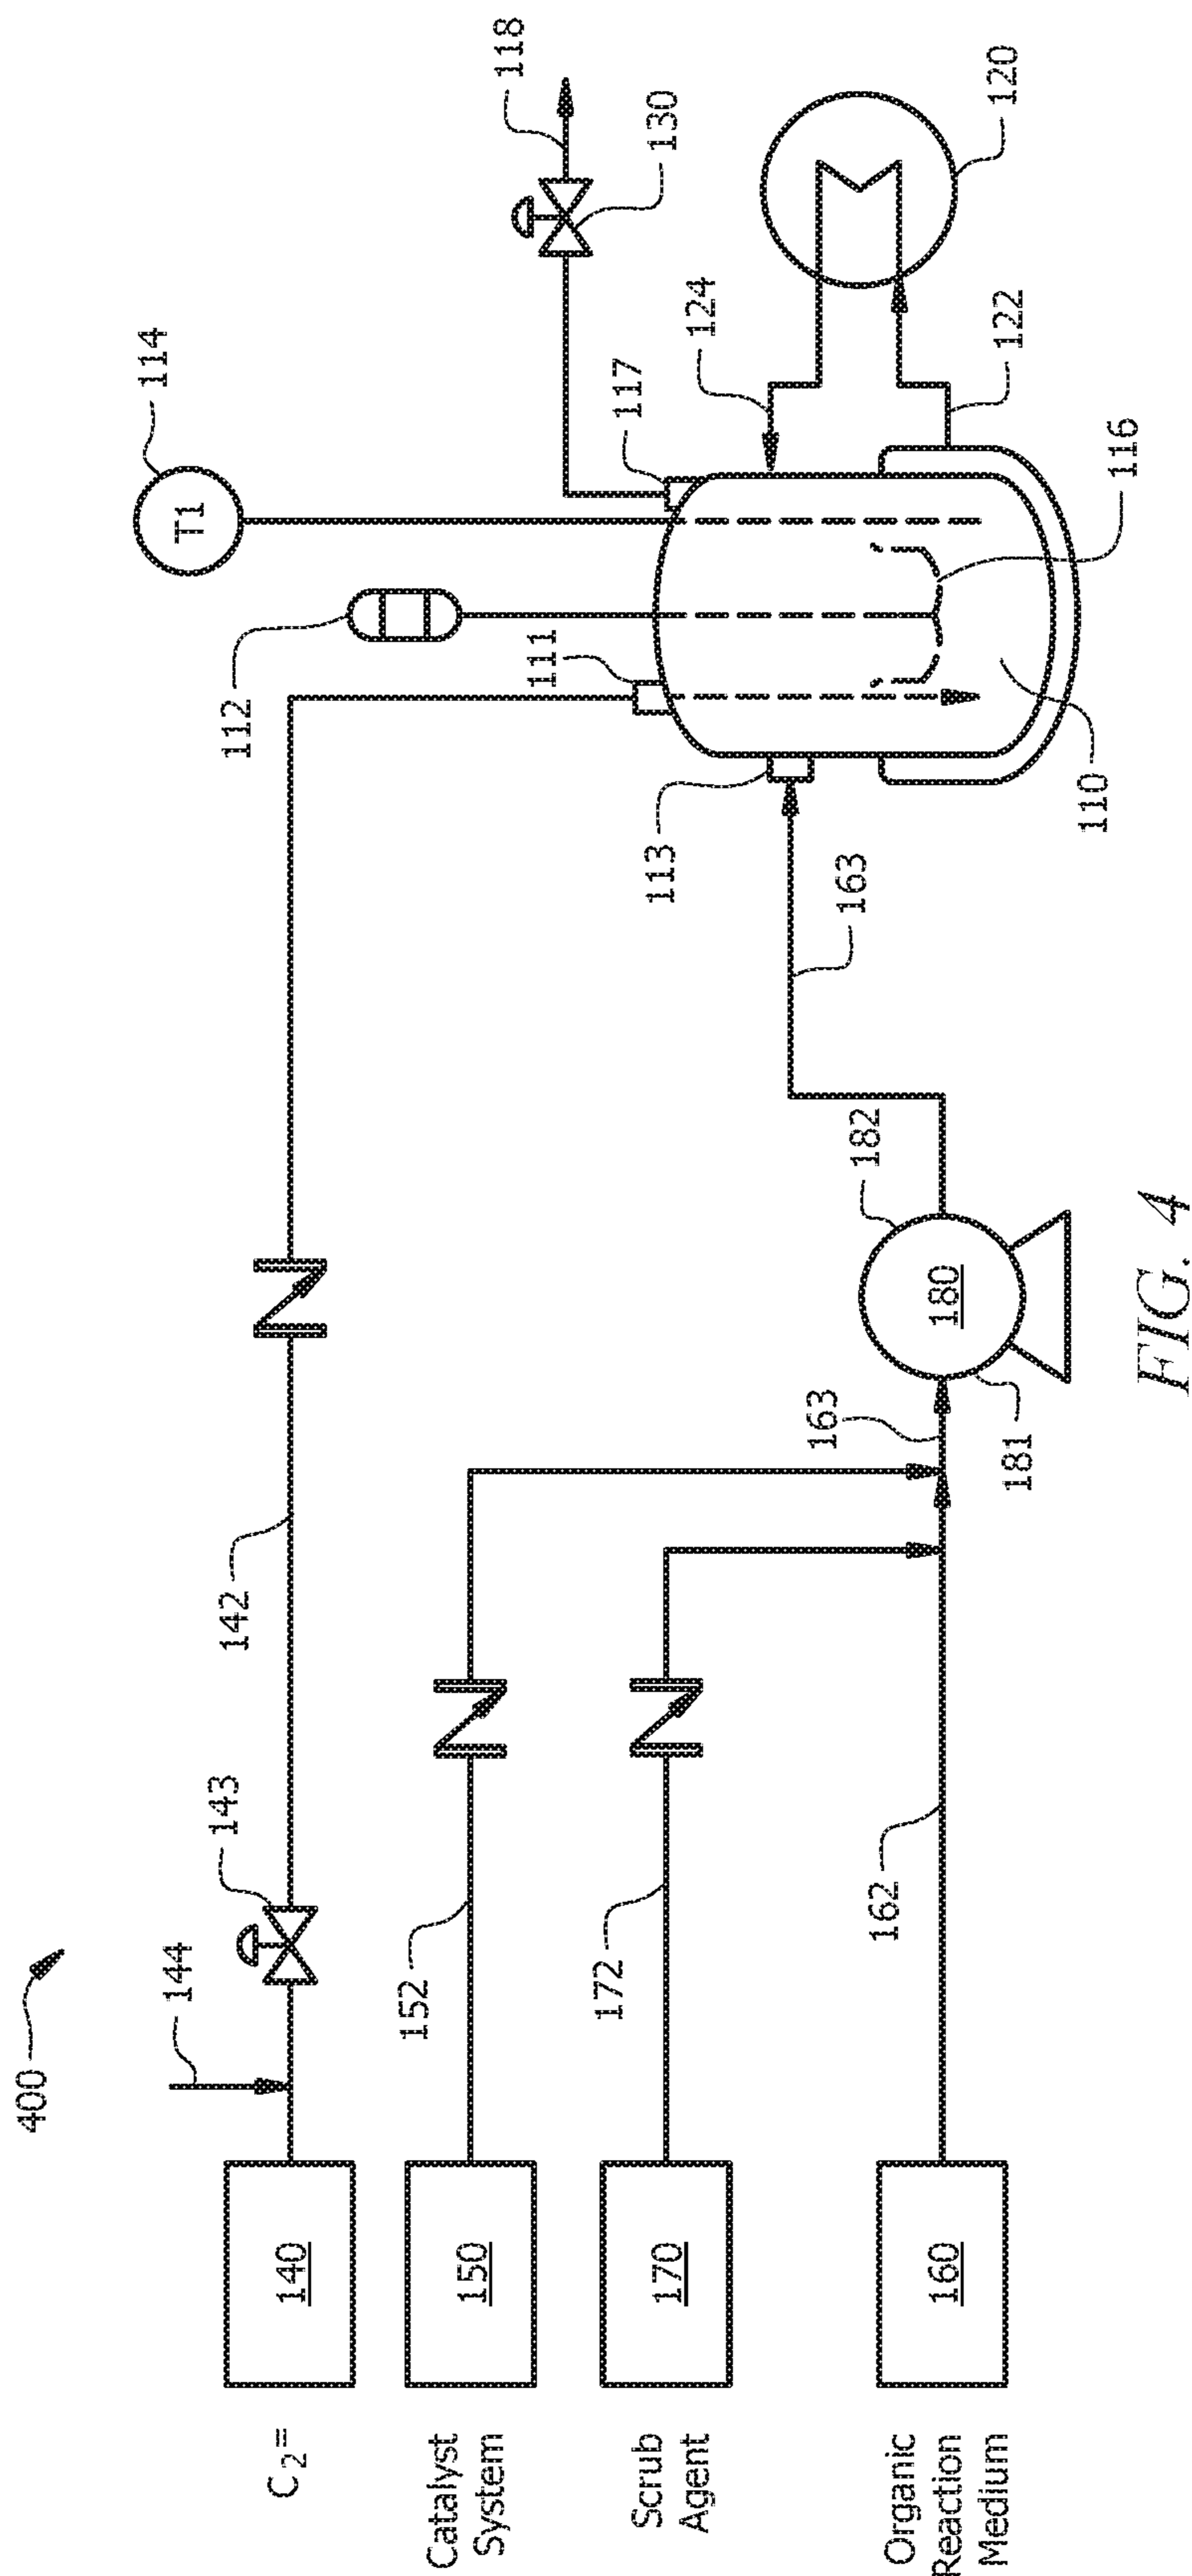 400
144
143
142
C2=
140
112
111
114
T1
117
118
130
124
120
122
116
110
113
163
Catalyst
System
150
152
Scrub
Agent
170
172
Organic
Reaction
Medium
160
162
163
181
180
182
FIG. 4